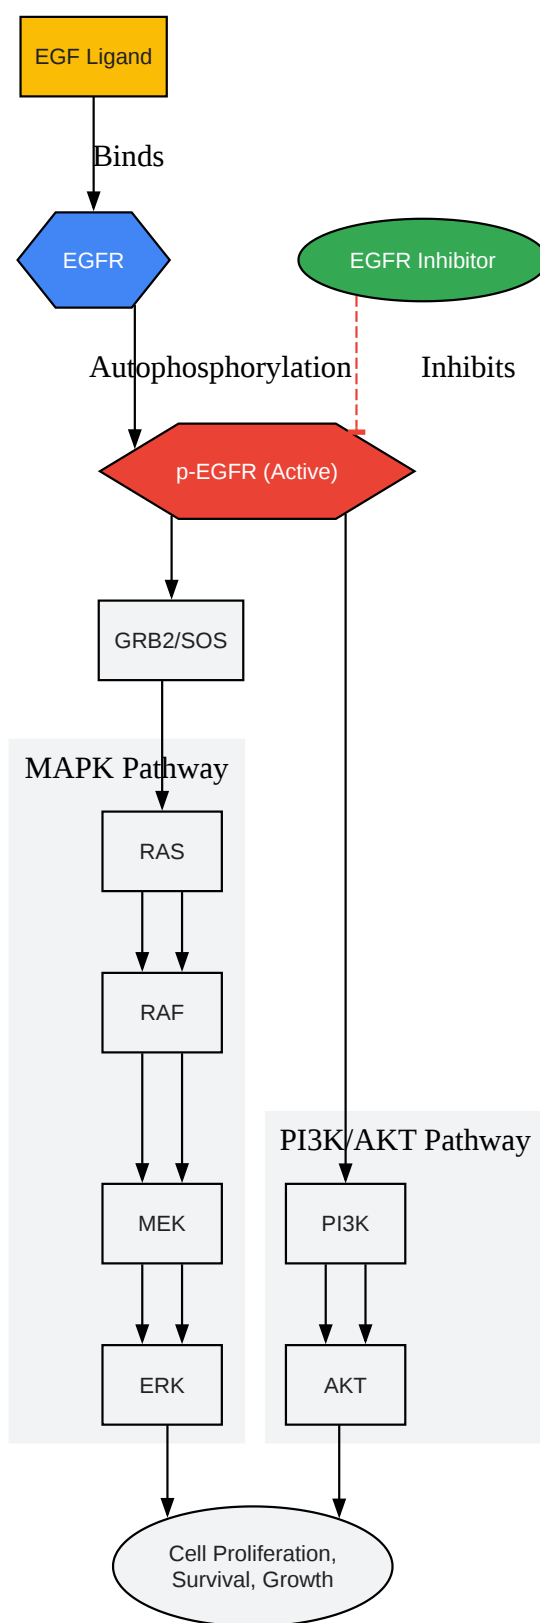 EGF Ligand
Binds
EGFR
EGFR Inhibitor
Autophosphorylation
Inhibits
p-EGFR (Active)
GRB2/SOS
MAPK Pathway
RAS
RAF
PI3K/AKT Pathway
MEK
PI3K
ERK
AKT
Cell Proliferation,
Survival, Growth